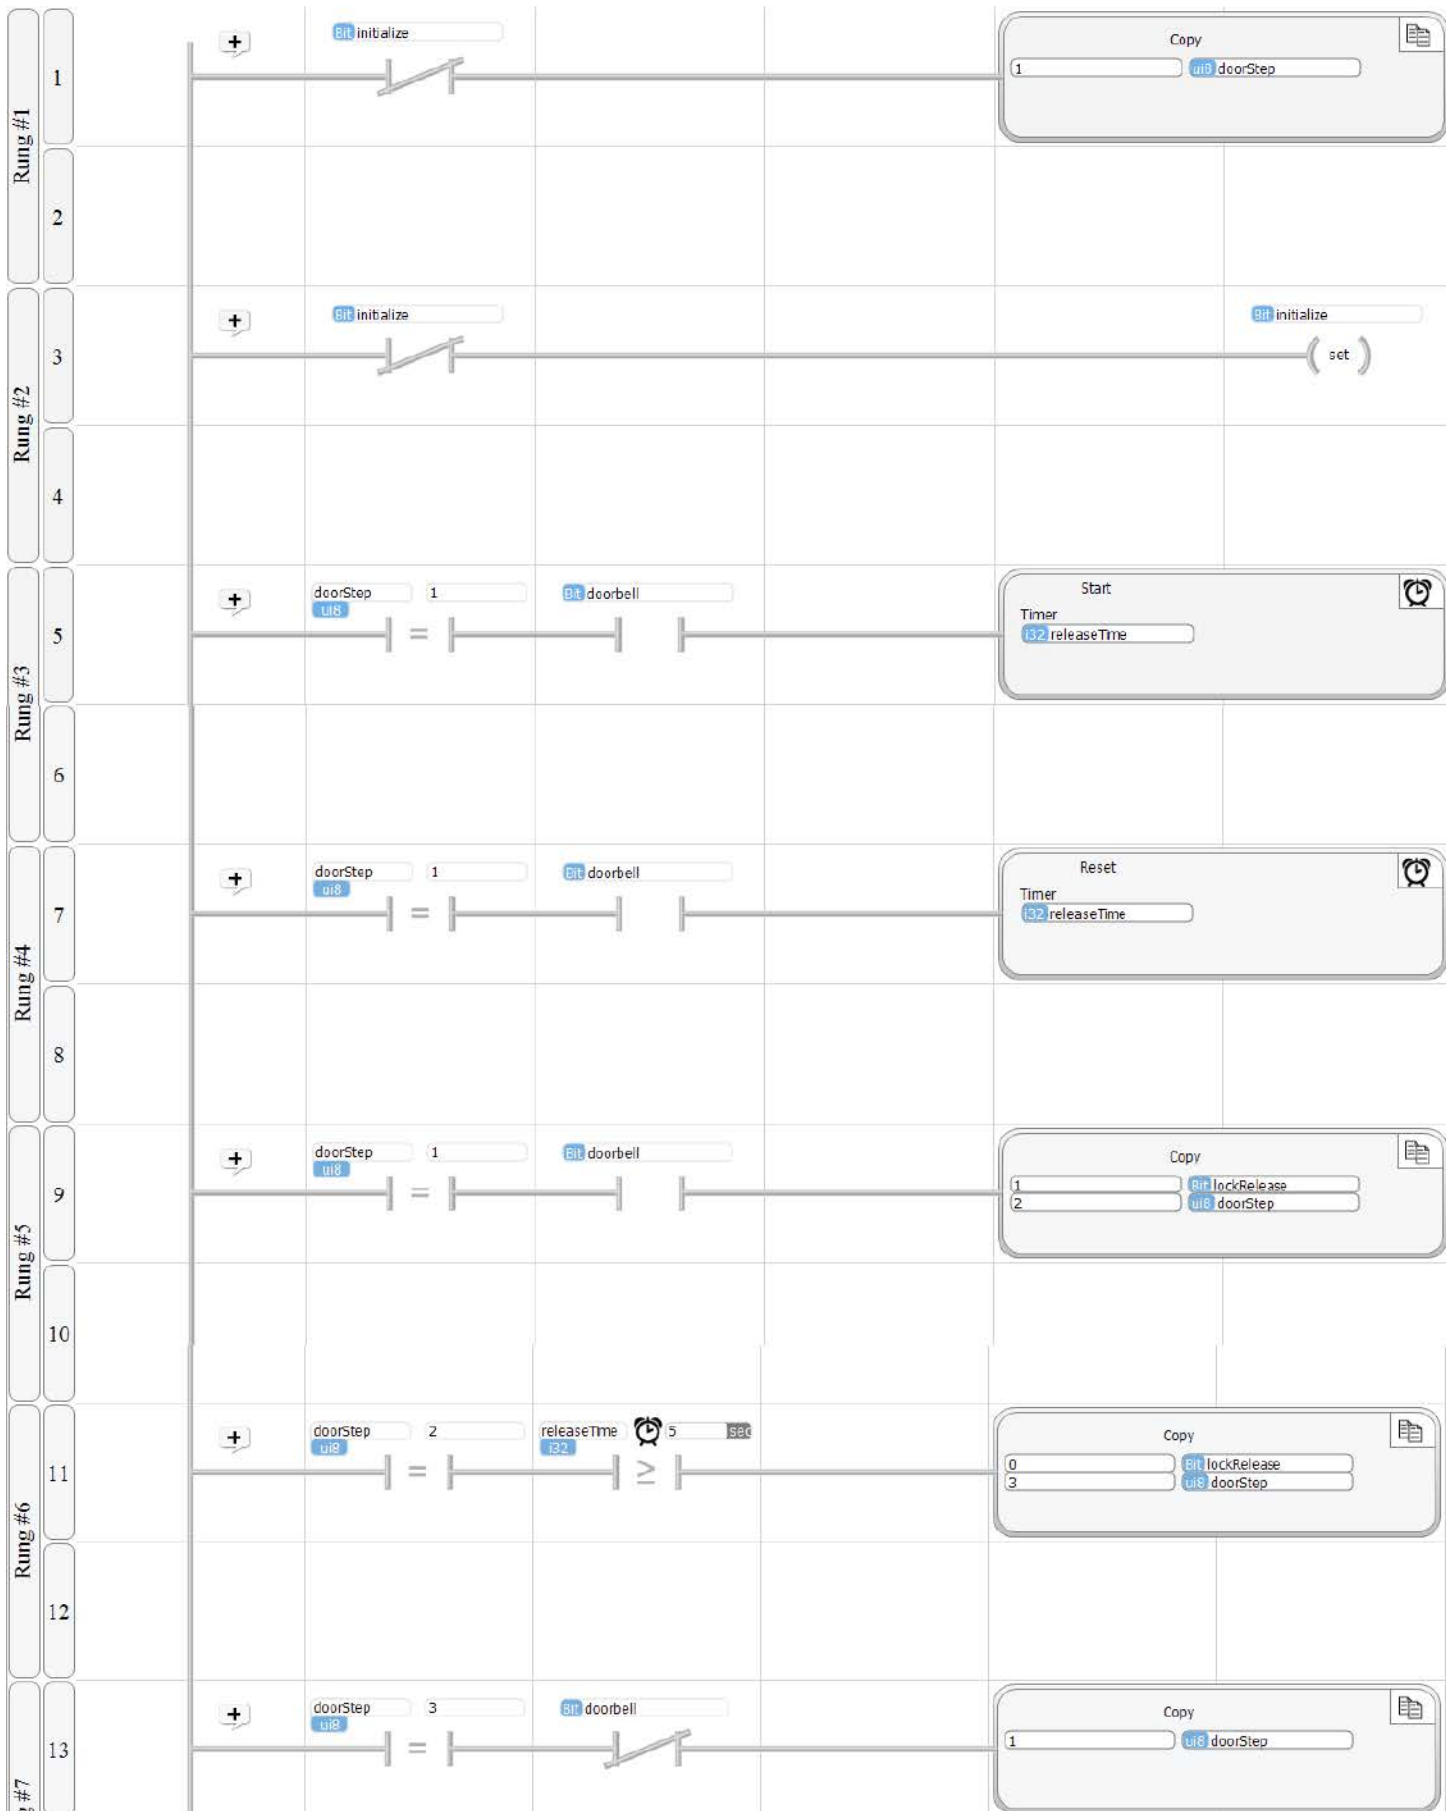 Rung #1
1
Bit initialize
Copy
1 ui8 doorStep
2
Rung #2
3
Bit initialize
Bit initialize
set
4
Rung #3
5
doorStep 1
ui8
=
Bit doorbell
Start
Timer
i32 releaseTime
6
Rung #4
7
doorStep 1
ui8
=
Bit doorbell
Reset
Timer
i32 releaseTime
8
Rung #5
9
doorStep 1
ui8
=
Bit doorbell
Copy
1 Bit lockRelease
2 ui8 doorStep
10
Rung #6
11
doorStep 2
ui8
=
releaseTime 5 sec
i32
≥
Copy
0 Bit lockRelease
3 ui8 doorStep
12
#7
13
doorStep 3
ui8
=
Bit doorbell
Copy
1 ui8 doorStep